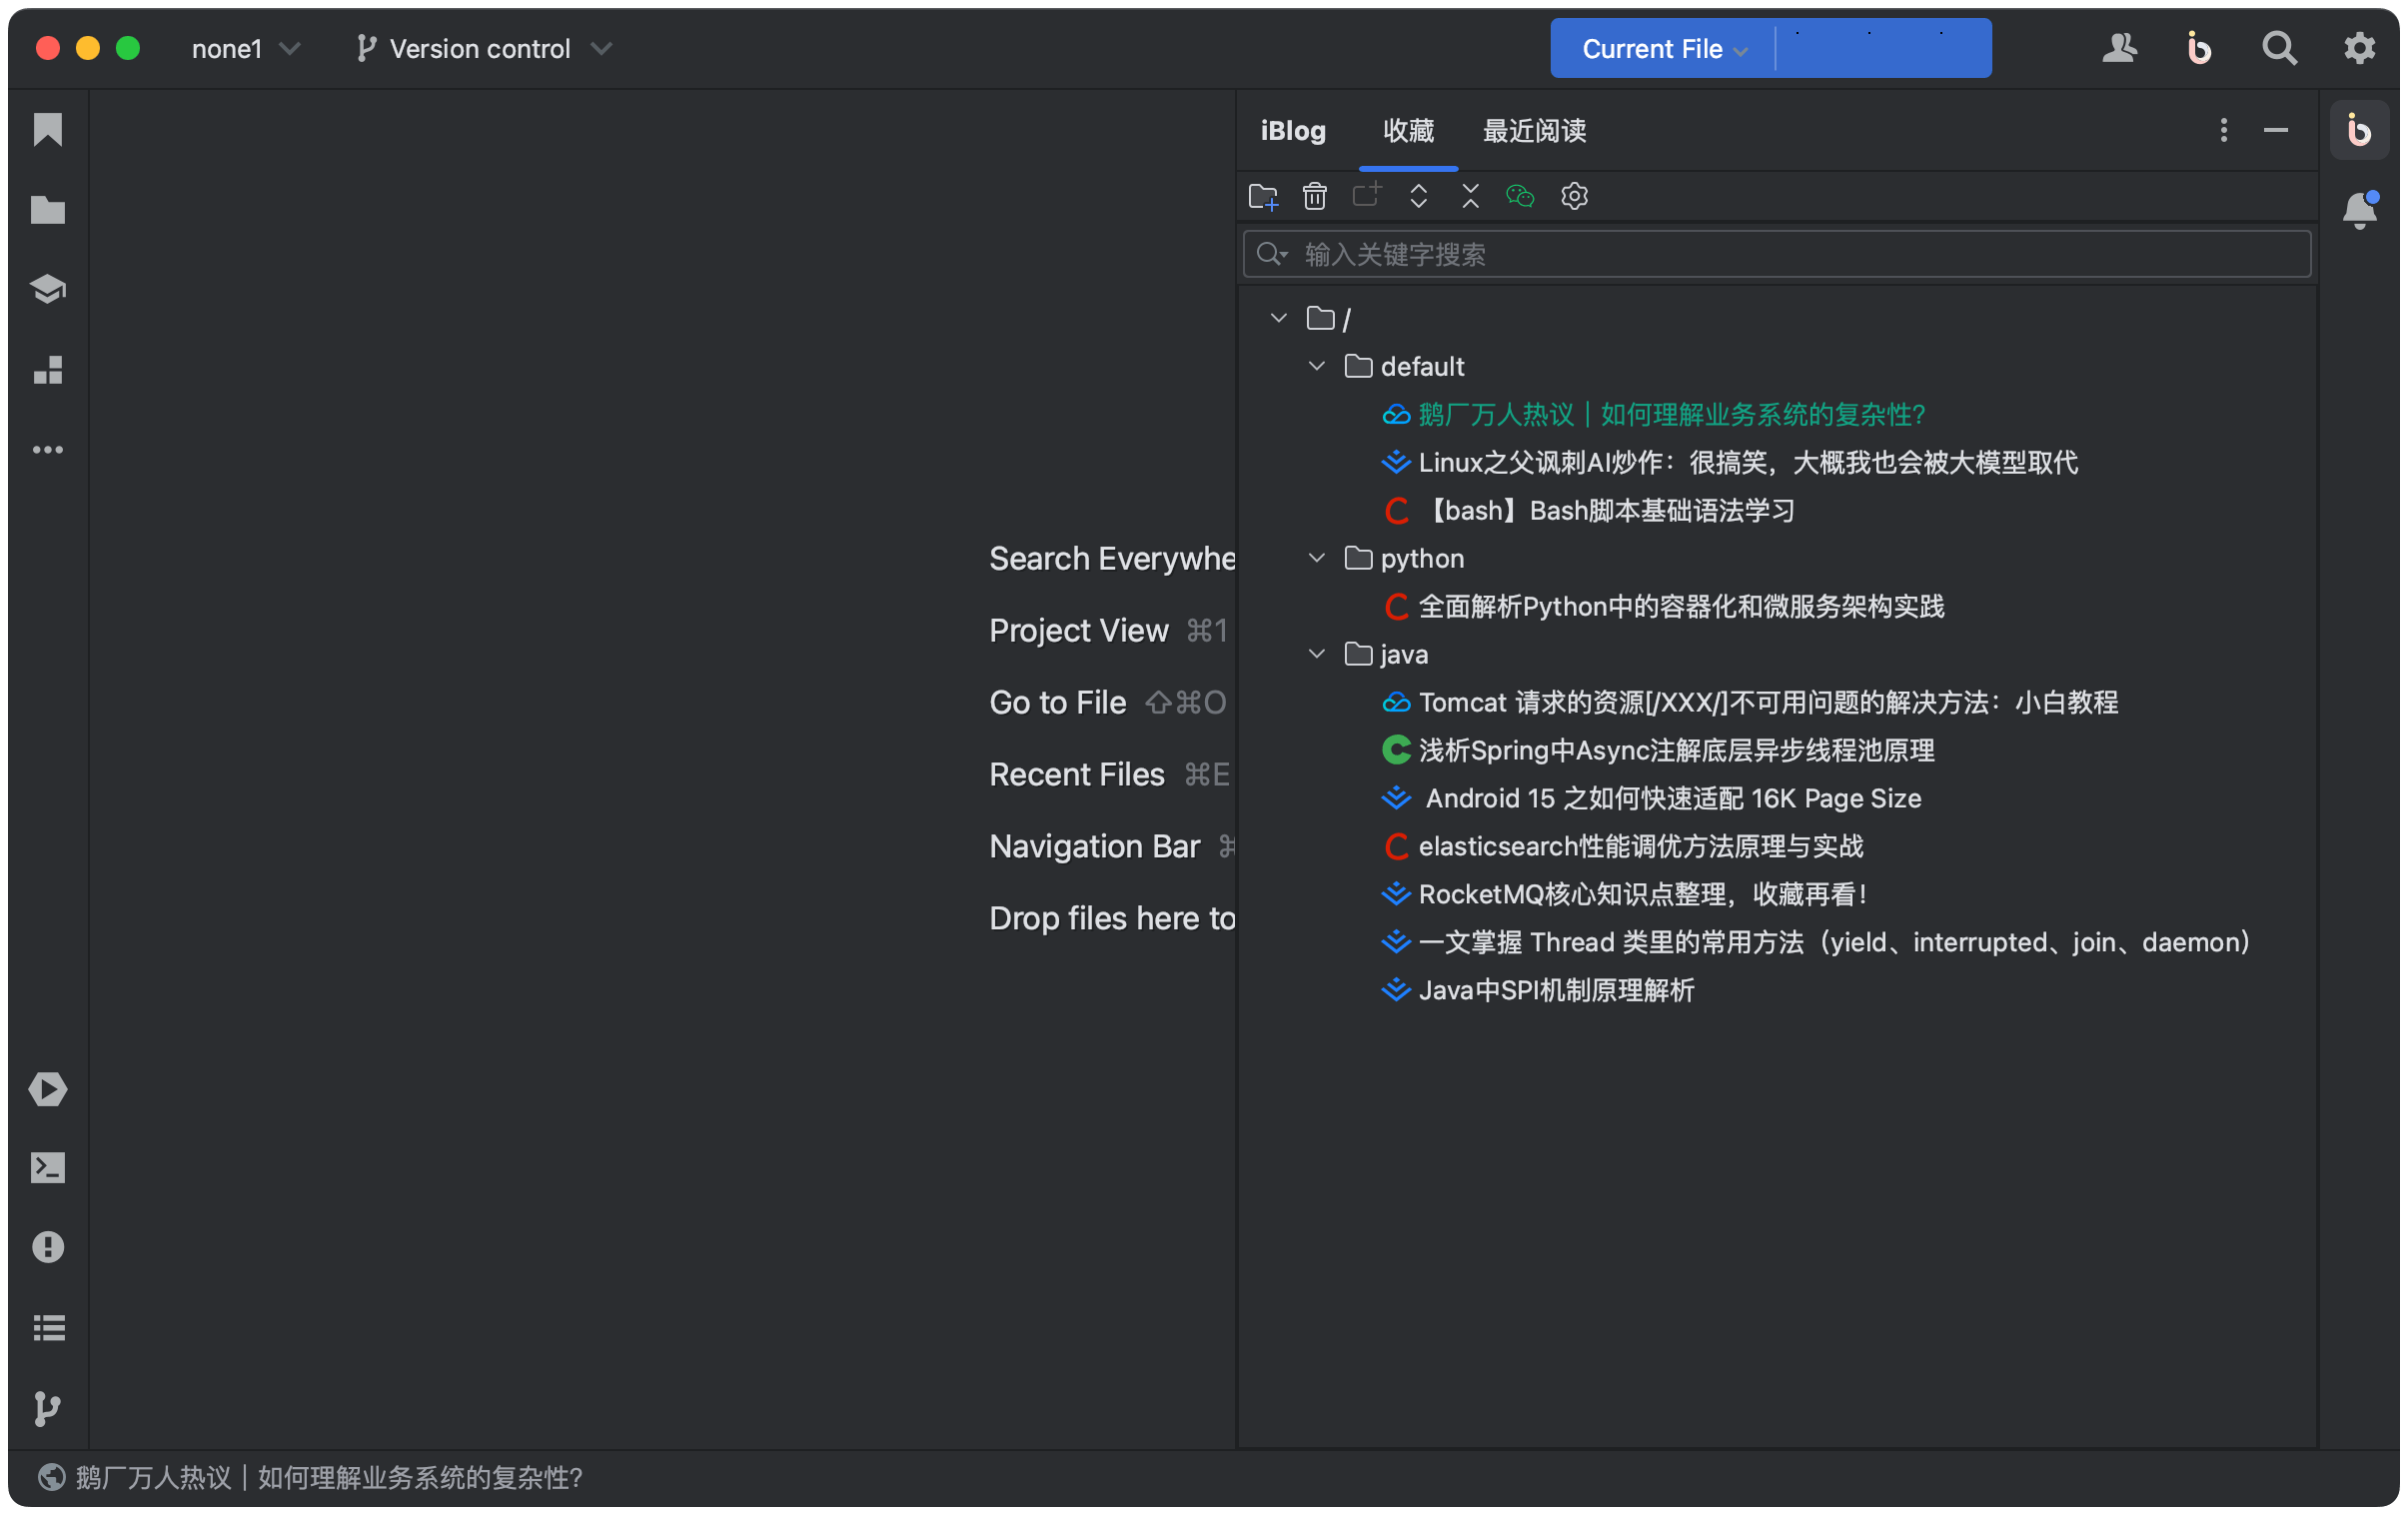 none1
Version control
Current File
iBlog 收藏 最近阅读
输入关键字搜索
/
default
鹅厂万人热议｜如何理解业务系统的复杂性？
Linux之父讽刺AI炒作：很搞笑，大概我也会被大模型取代
【bash】Bash脚本基础语法学习
python
全面解析Python中的容器化和微服务架构实践
java
Tomcat 请求的资源[/XXX/]不可用问题的解决方法：小白教程
浅析Spring中Async注解底层异步线程池原理
Android 15 之如何快速适配 16K Page Size
elasticsearch性能调优方法原理与实战
RocketMQ核心知识点整理，收藏再看！
一文掌握 Thread 类里的常用方法（yield、interrupted、join、daemon）
Java中SPI机制原理解析
Search Everywhe
Project View ⌘1
Go to File ⇧⌘O
Recent Files ⌘E
Navigation Bar ⌘
Drop files here to
鹅厂万人热议｜如何理解业务系统的复杂性？